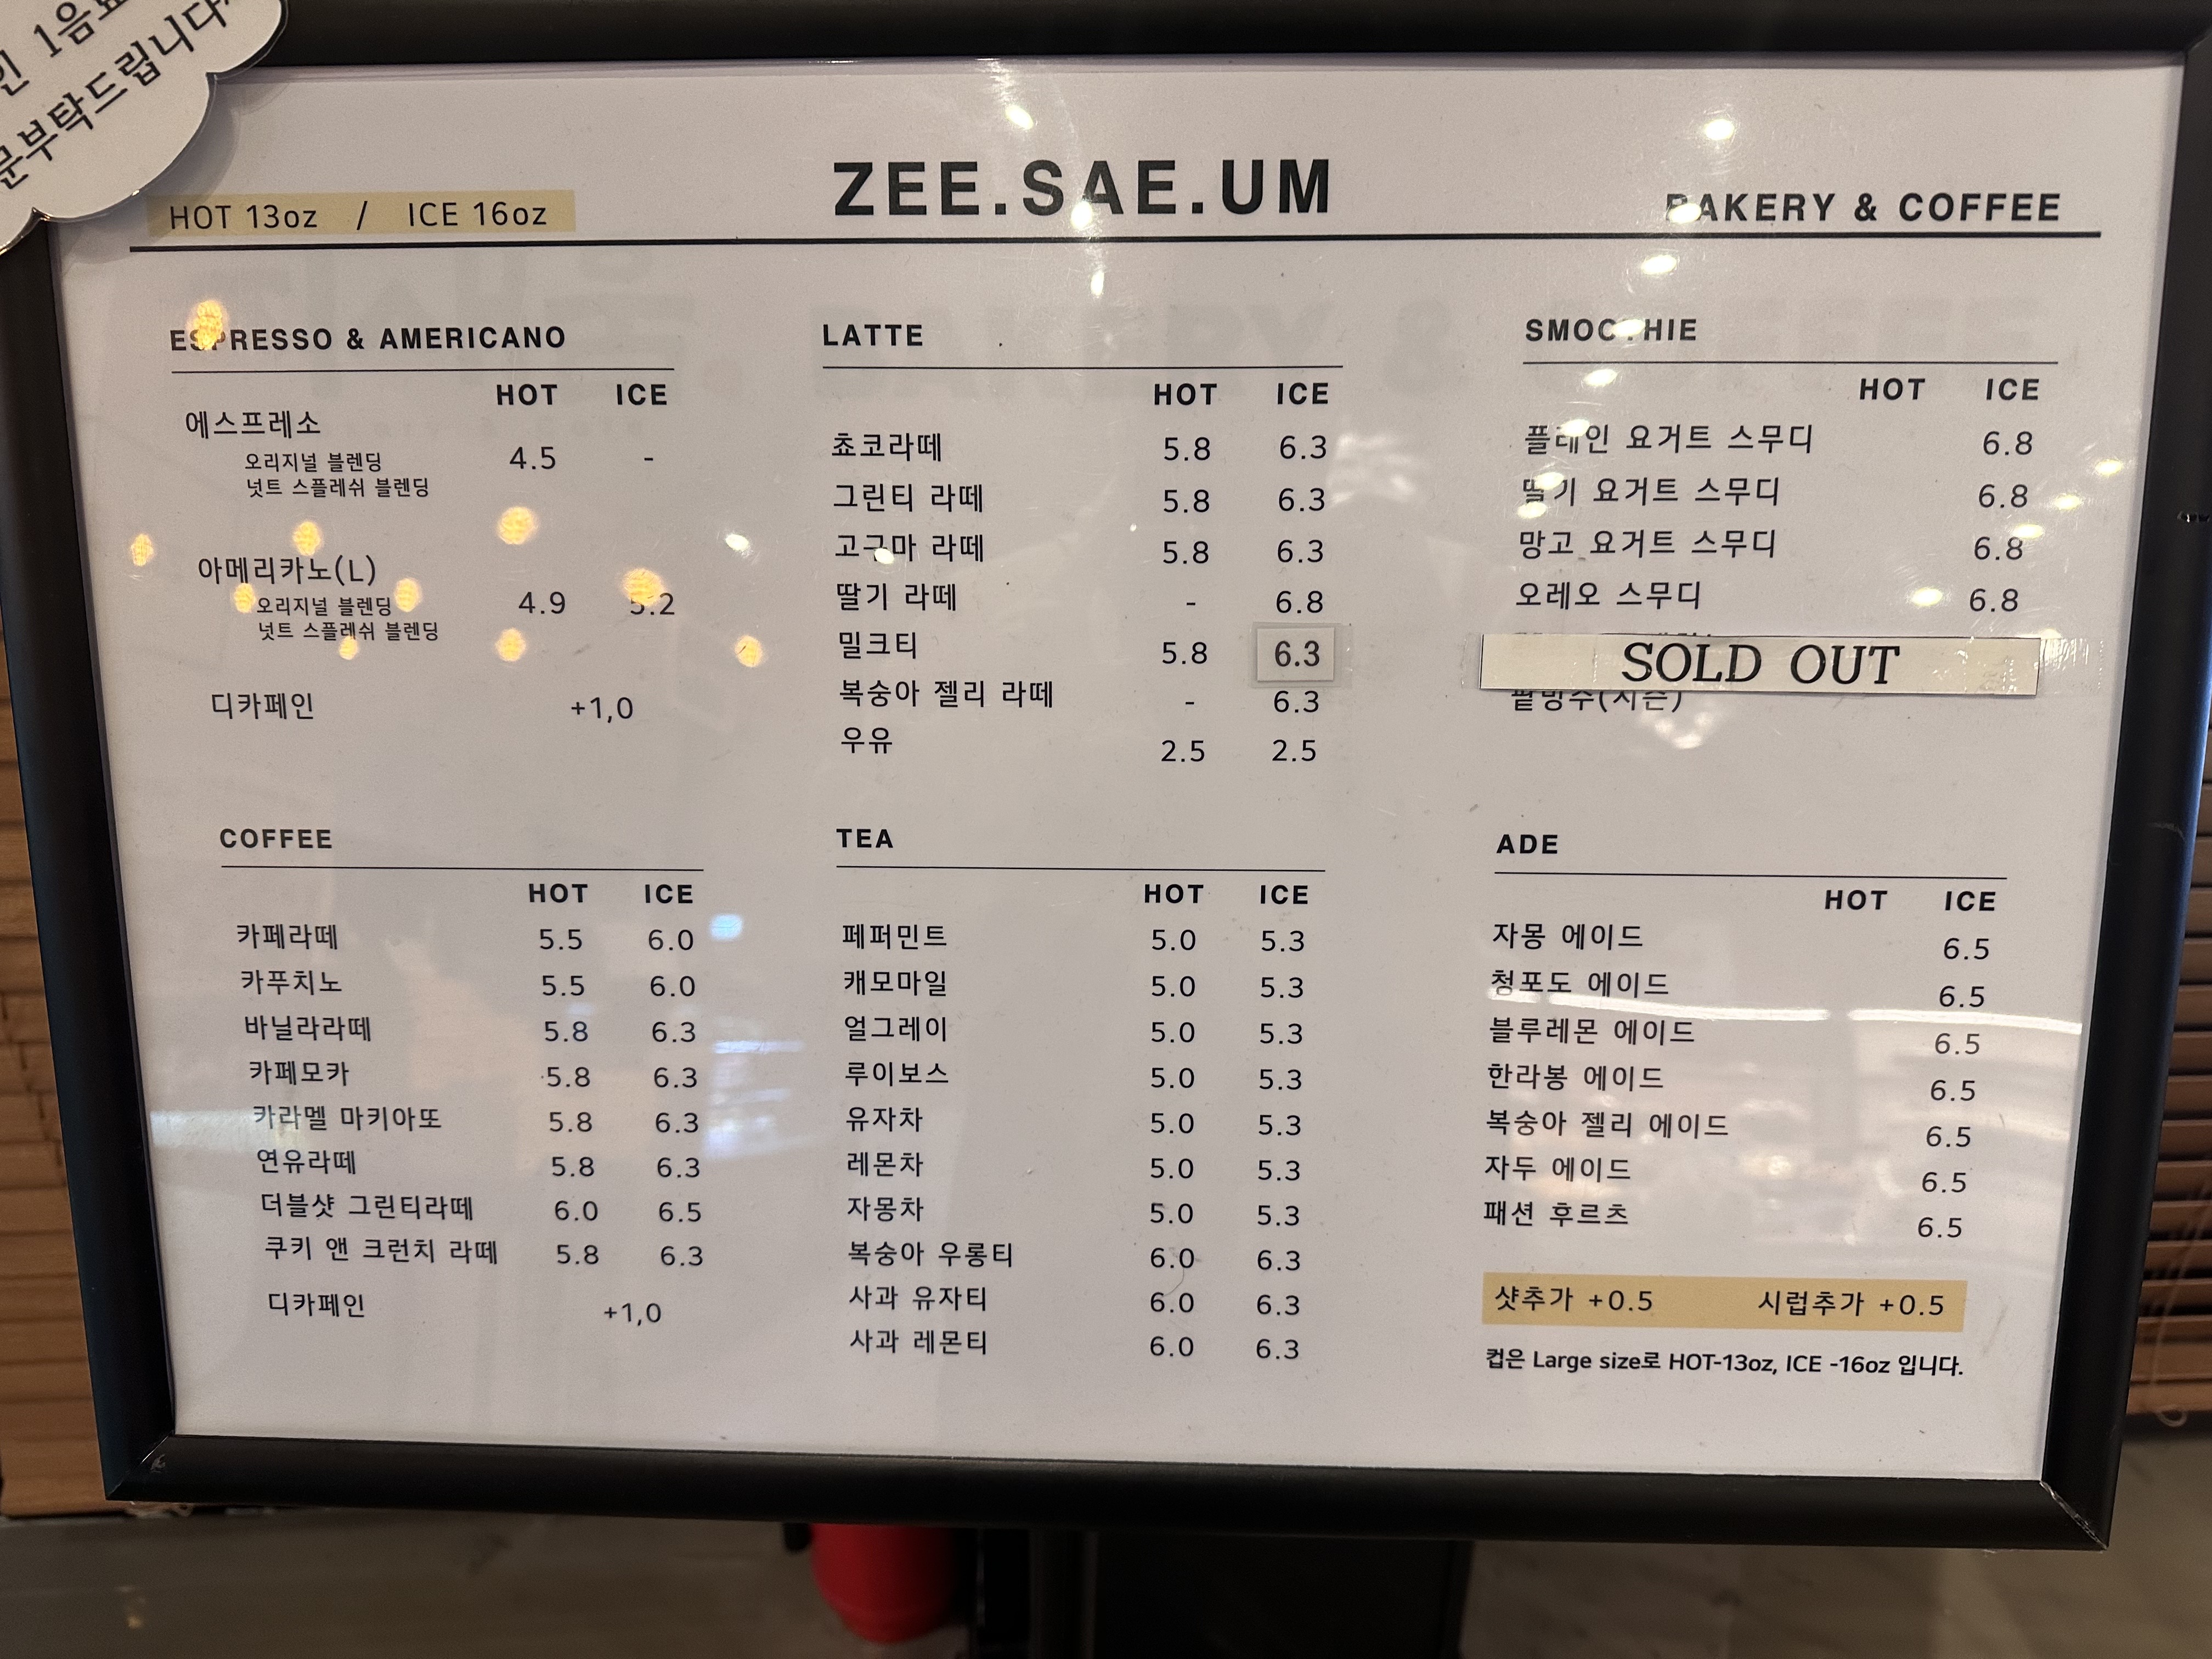 인 1음료
문부탁드립니다
HOT 13oz / ICE 16oz
ZEE.SAE.UM
BAKERY & COFFEE
ESPRESSO & AMERICANO
HOT ICE
에스프레소
오리지널 블렌딩 4.5 -
넛트 스플레쉬 블렌딩
아메리카노(L)
오리지널 블렌딩 4.9 5.2
넛트 스플레쉬 블렌딩
디카페인 +1,0
LATTE
HOT ICE
쵸코라떼 5.8 6.3
그린티 라떼 5.8 6.3
고구마 라떼 5.8 6.3
딸기 라떼 - 6.8
밀크티 5.8 6.3
복숭아 젤리 라떼 - 6.3
우유 2.5 2.5
SMOOTHIE
HOT ICE
플레인 요거트 스무디 6.8
딸기 요거트 스무디 6.8
망고 요거트 스무디 6.8
오레오 스무디 6.8
SOLD OUT
팥빙수(시즌)
COFFEE
HOT ICE
카페라떼 5.5 6.0
카푸치노 5.5 6.0
바닐라라떼 5.8 6.3
카페모카 5.8 6.3
카라멜 마키아또 5.8 6.3
연유라떼 5.8 6.3
더블샷 그린티라떼 6.0 6.5
쿠키 앤 크런치 라떼 5.8 6.3
디카페인 +1,0
TEA
HOT ICE
페퍼민트 5.0 5.3
캐모마일 5.0 5.3
얼그레이 5.0 5.3
루이보스 5.0 5.3
유자차 5.0 5.3
레몬차 5.0 5.3
자몽차 5.0 5.3
복숭아 우롱티 6.0 6.3
사과 유자티 6.0 6.3
사과 레몬티 6.0 6.3
ADE
HOT ICE
자몽 에이드 6.5
청포도 에이드 6.5
블루레몬 에이드 6.5
한라봉 에이드 6.5
복숭아 젤리 에이드 6.5
자두 에이드 6.5
패션 후르츠 6.5
샷추가 +0.5 시럽추가 +0.5
컵은 Large size로 HOT-13oz, ICE -16oz 입니다.